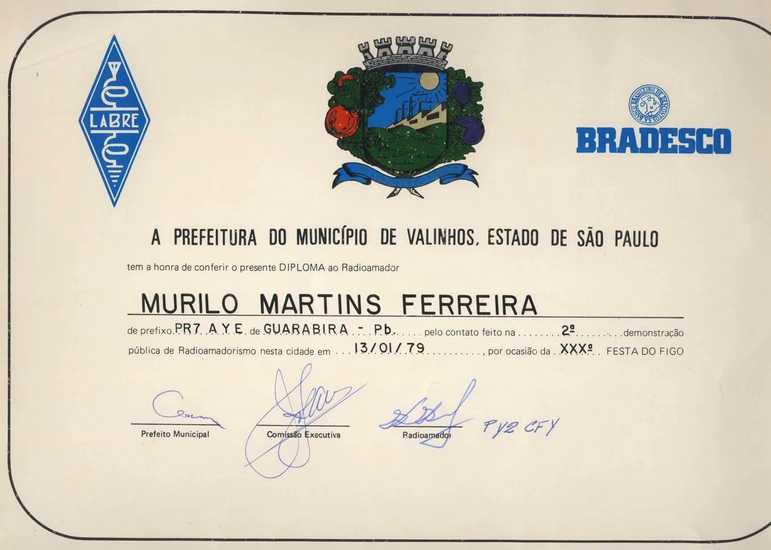 LABRE
BRADESCO
A PREFEITURA DO MUNICÍPIO DE VALINHOS, ESTADO DE SÃO PAULO
tem a honra de conferir o presente DIPLOMA ao Radioamador
MURILO MARTINS FERREIRA
de prefixo PR7 AYE de GUARABIRA - Pb. pelo contato feito na 2ª demonstração
pública de Radioamadorismo nesta cidade em 13/01/79, por ocasião da XXXª FESTA DO FIGO
Prefeito Municipal
Comissão Executiva
Radioamador
PY2 CFY